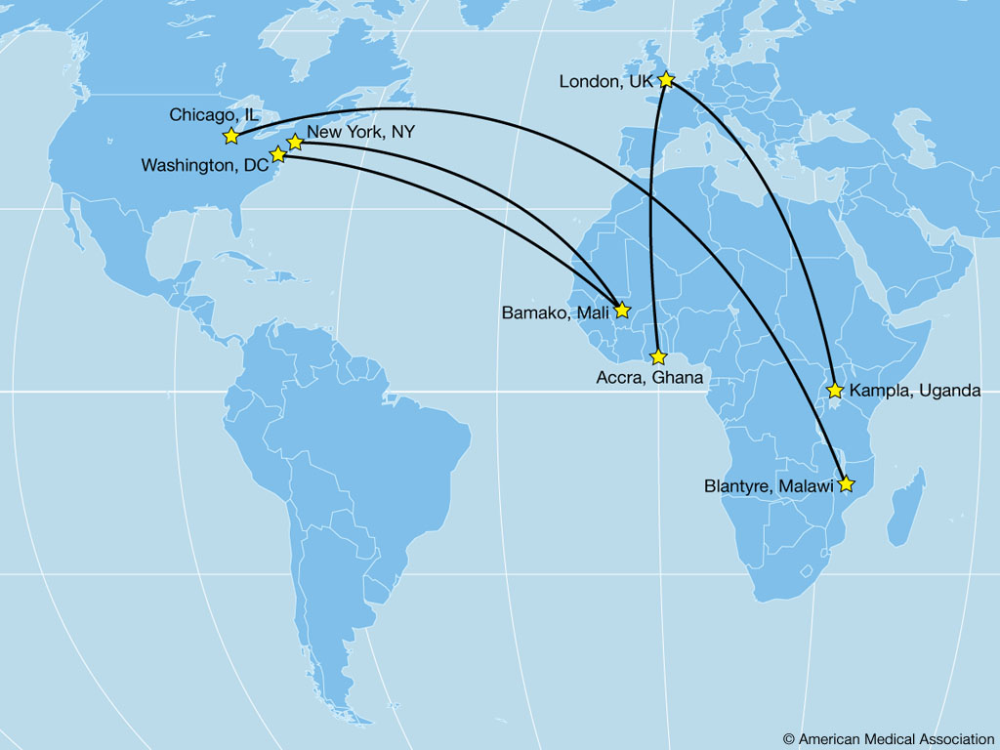 London, UK
Chicago, IL
New York, NY
Washington, DC
Bamako, Mali
Accra, Ghana
Kampla, Uganda
Blantyre, Malawi
© American Medical Association